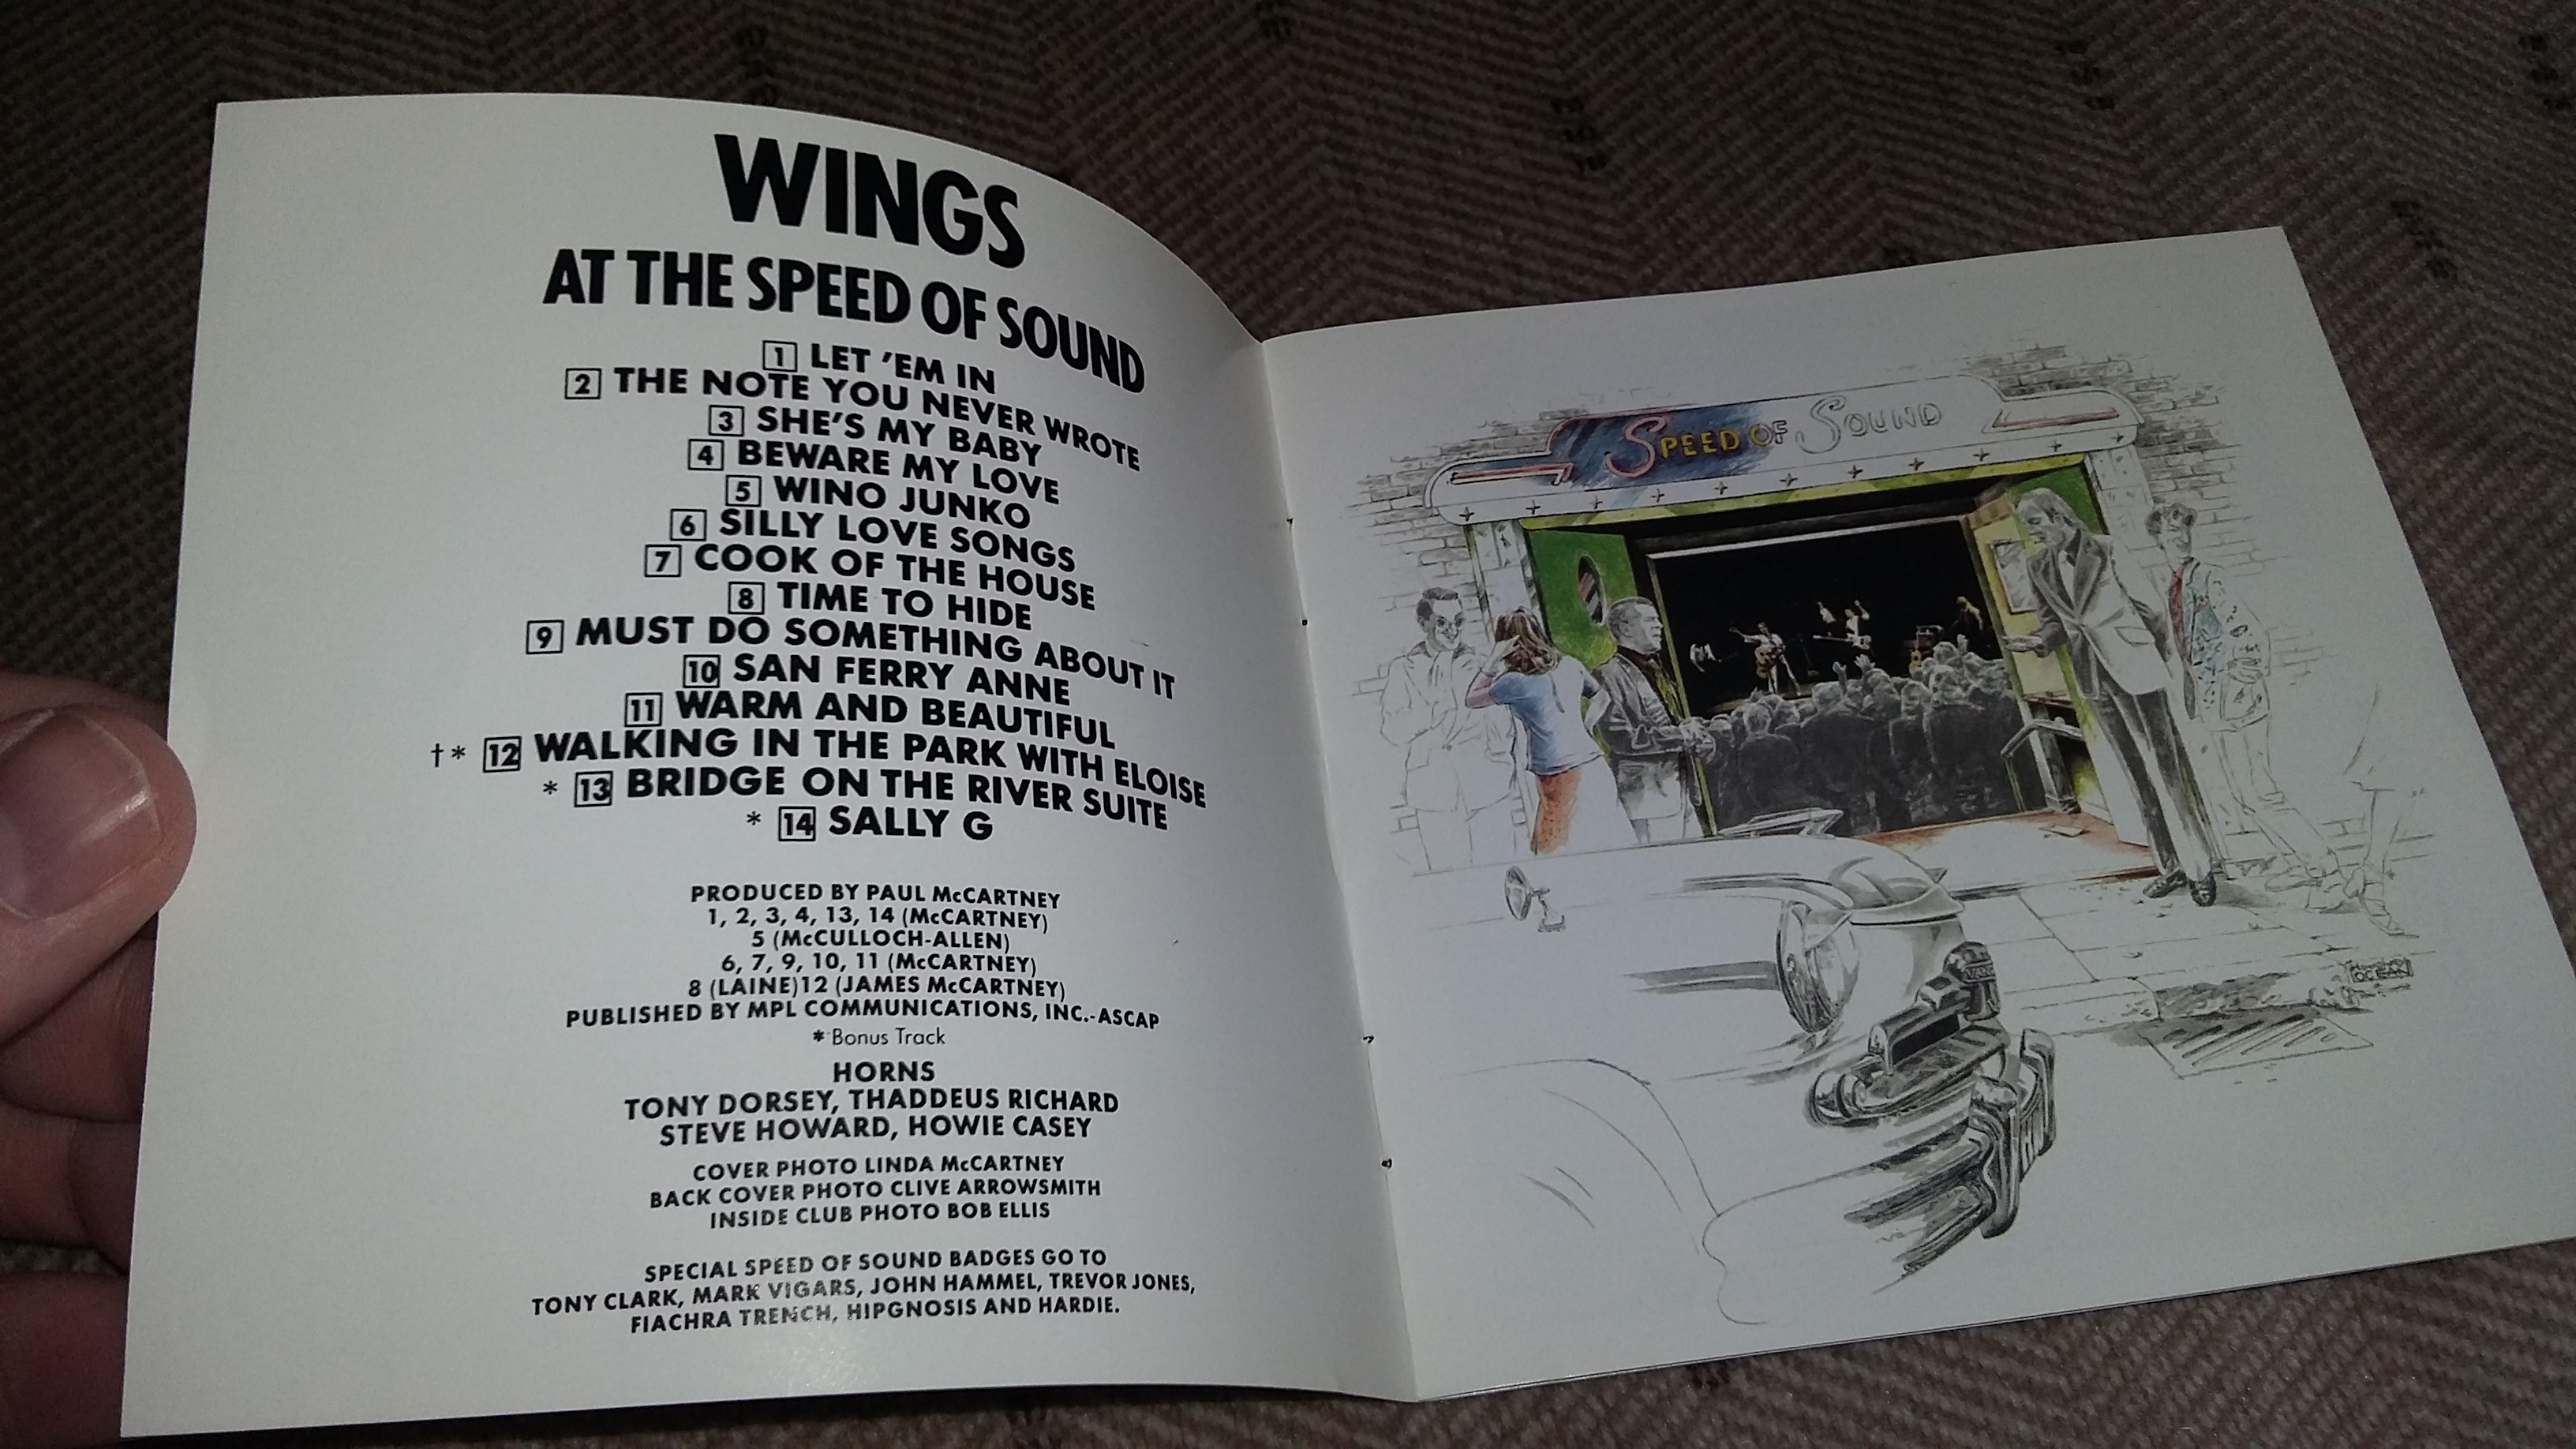 WINGS
AT THE SPEED OF SOUND
1 LET 'EM IN
2 THE NOTE YOU NEVER WROTE
3 SHE'S MY BABY
4 BEWARE MY LOVE
5 WINO JUNKO
6 SILLY LOVE SONGS
7 COOK OF THE HOUSE
8 TIME TO HIDE
9 MUST DO SOMETHING ABOUT IT
10 SAN FERRY ANNE
11 WARM AND BEAUTIFUL
†* 12 WALKING IN THE PARK WITH ELOISE
* 13 BRIDGE ON THE RIVER SUITE
* 14 SALLY G
PRODUCED BY PAUL McCARTNEY
1, 2, 3, 4, 13, 14 (McCARTNEY)
5 (McCULLOCH-ALLEN)
6, 7, 9, 10, 11 (McCARTNEY)
8 (LAINE)12 (JAMES McCARTNEY)
PUBLISHED BY MPL COMMUNICATIONS, INC.-ASCAP
* Bonus Track
HORNS
TONY DORSEY, THADDEUS RICHARD
STEVE HOWARD, HOWIE CASEY
COVER PHOTO LINDA McCARTNEY
BACK COVER PHOTO CLIVE ARROWSMITH
INSIDE CLUB PHOTO BOB ELLIS
SPECIAL SPEED OF SOUND BADGES GO TO
TONY CLARK, MARK VIGARS, JOHN HAMMEL, TREVOR JONES,
FIACHRA TRENCH, HIPGNOSIS AND HARDIE.
SPEED OF SOUND
OCEAN